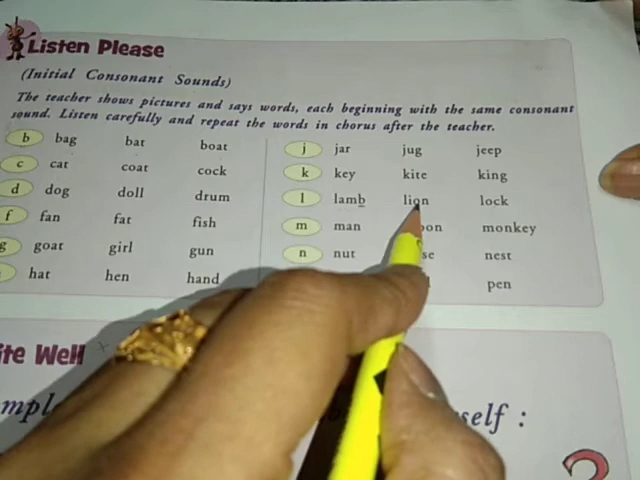 Listen Please
(Initial Consonant Sounds)
The teacher shows pictures and says words, each beginning with the same consonant
sound. Listen carefully and repeat the words in chorus after the teacher.
b bag bat boat
c cat coat cock
d dog doll drum
f fan fat fish
g goat girl gun
hat hen hand
j jar jug jeep
k key kite king
l lamb lion lock
m man monkey
n nut nest
pen
ite Well
mpl
self :
?